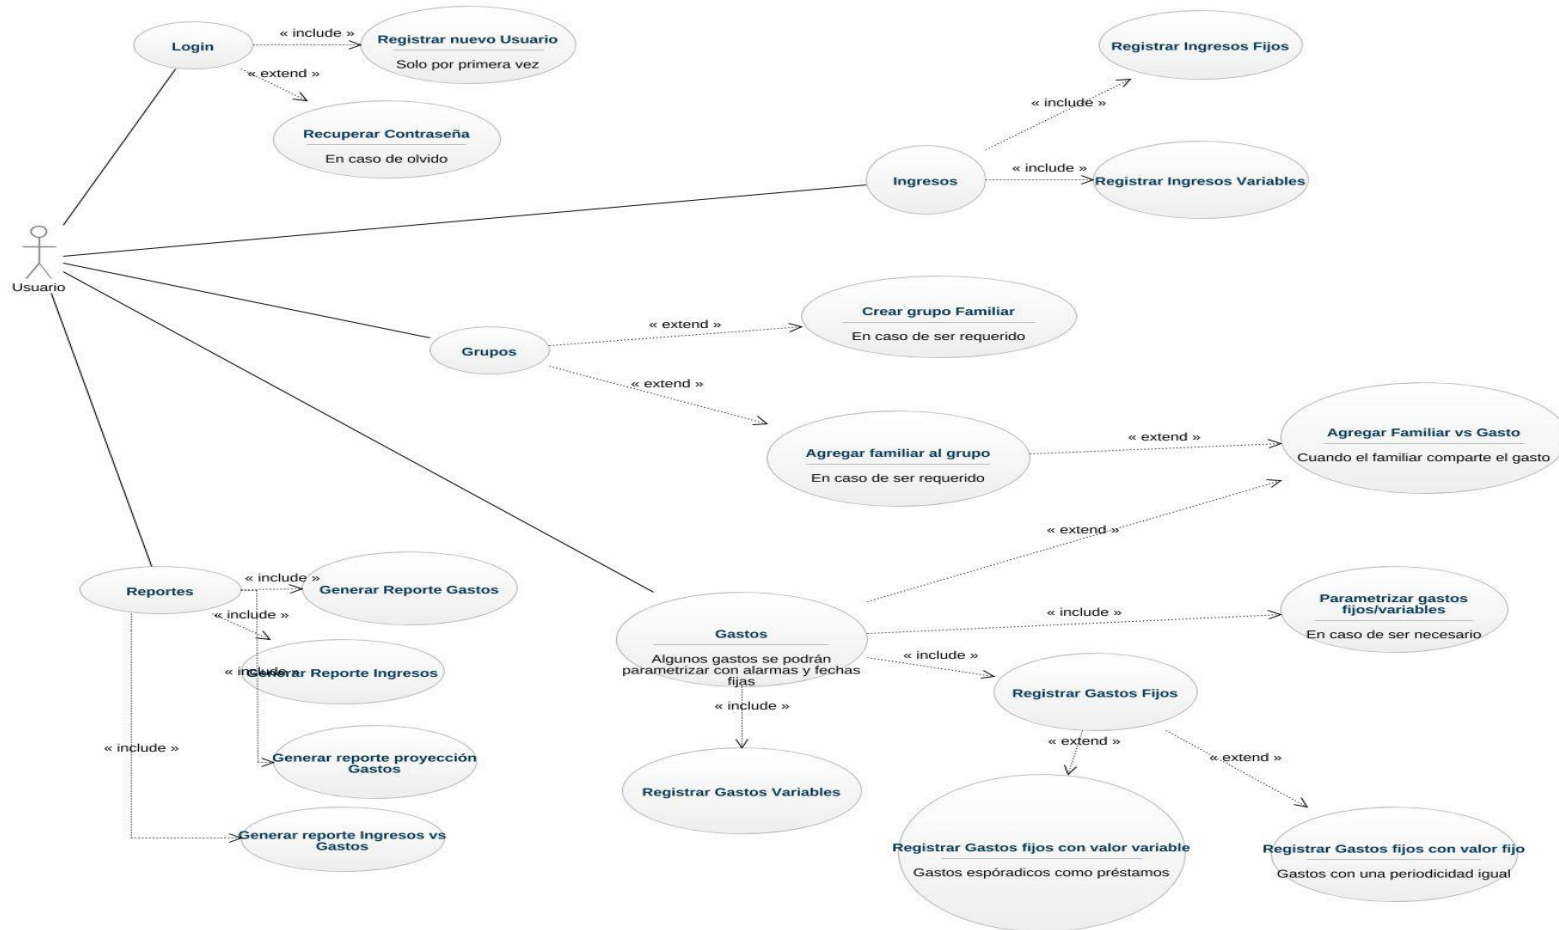 « include »
Login
Registrar nuevo Usuario
Solo por primera vez
« extend »
Recuperar Contraseña
En caso de olvido
Registrar Ingresos Fijos
« include »
Ingresos
« include »
Registrar Ingresos Variables
Usuario
Grupos
« extend »
Crear grupo Familiar
En caso de ser requerido
« extend »
Agregar familiar al grupo
En caso de ser requerido
« extend »
Agregar Familiar vs Gasto
Cuando el familiar comparte el gasto
« extend »
Reportes
« include »
Generar Reporte Gastos
« include »
« include »
Generar Reporte Ingresos
« include »
Generar reporte proyección
Gastos
Generar reporte Ingresos vs
Gastos
Gastos
Algunos gastos se podrán
parametrizar con alarmas y fechas
fijas
« include »
Parametrizar gastos
fijos/variables
En caso de ser necesario
« include »
Registrar Gastos Fijos
« include »
Registrar Gastos Variables
« extend »
« extend »
Registrar Gastos fijos con valor variable
Gastos espóradicos como préstamos
Registrar Gastos fijos con valor fijo
Gastos con una periodicidad igual